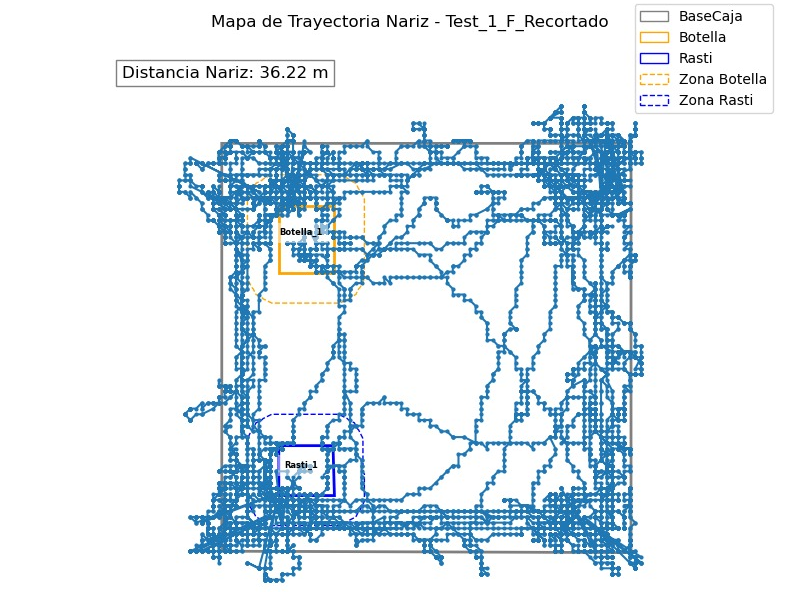 Mapa de Trayectoria Nariz - Test_1_F_Recortado
Distancia Nariz: 36.22 m
BaseCaja
Botella
Rasti
Zona Botella
Zona Rasti
Botella_1
Rasti_1